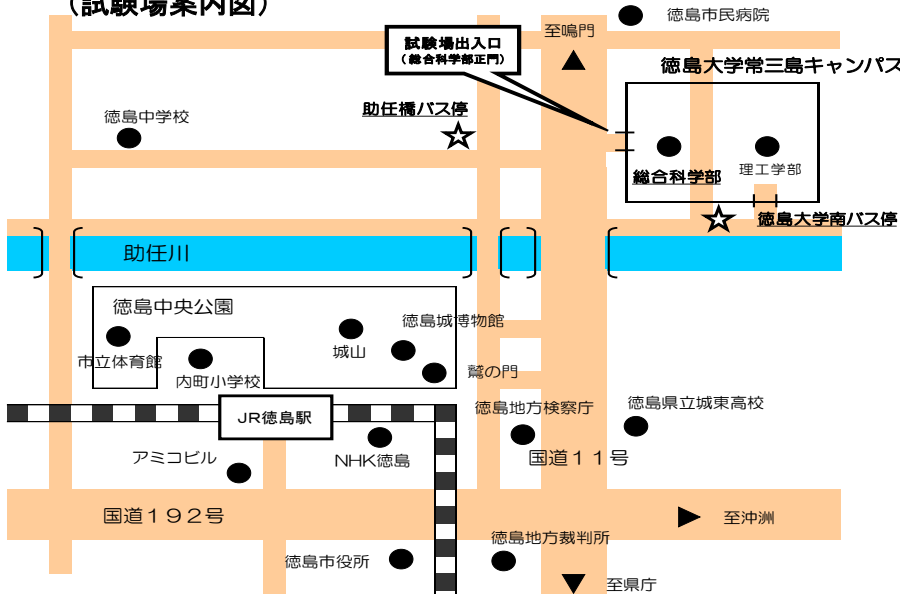 （試験場案内図）
徳島市民病院
至鳴門
試験場出入口
（総合科学部正門）
徳島大学常三島キャンパス
助任橋バス停
徳島中学校
総合科学部
理工学部
徳島大学南バス停
助任川
徳島中央公園
徳島城博物館
城山
市立体育館
内町小学校
鷲の門
JR徳島駅
徳島地方検察庁
徳島県立城東高校
アミコビル
NHK徳島
国道１１号
国道１９２号
至沖洲
徳島地方裁判所
徳島市役所
至県庁